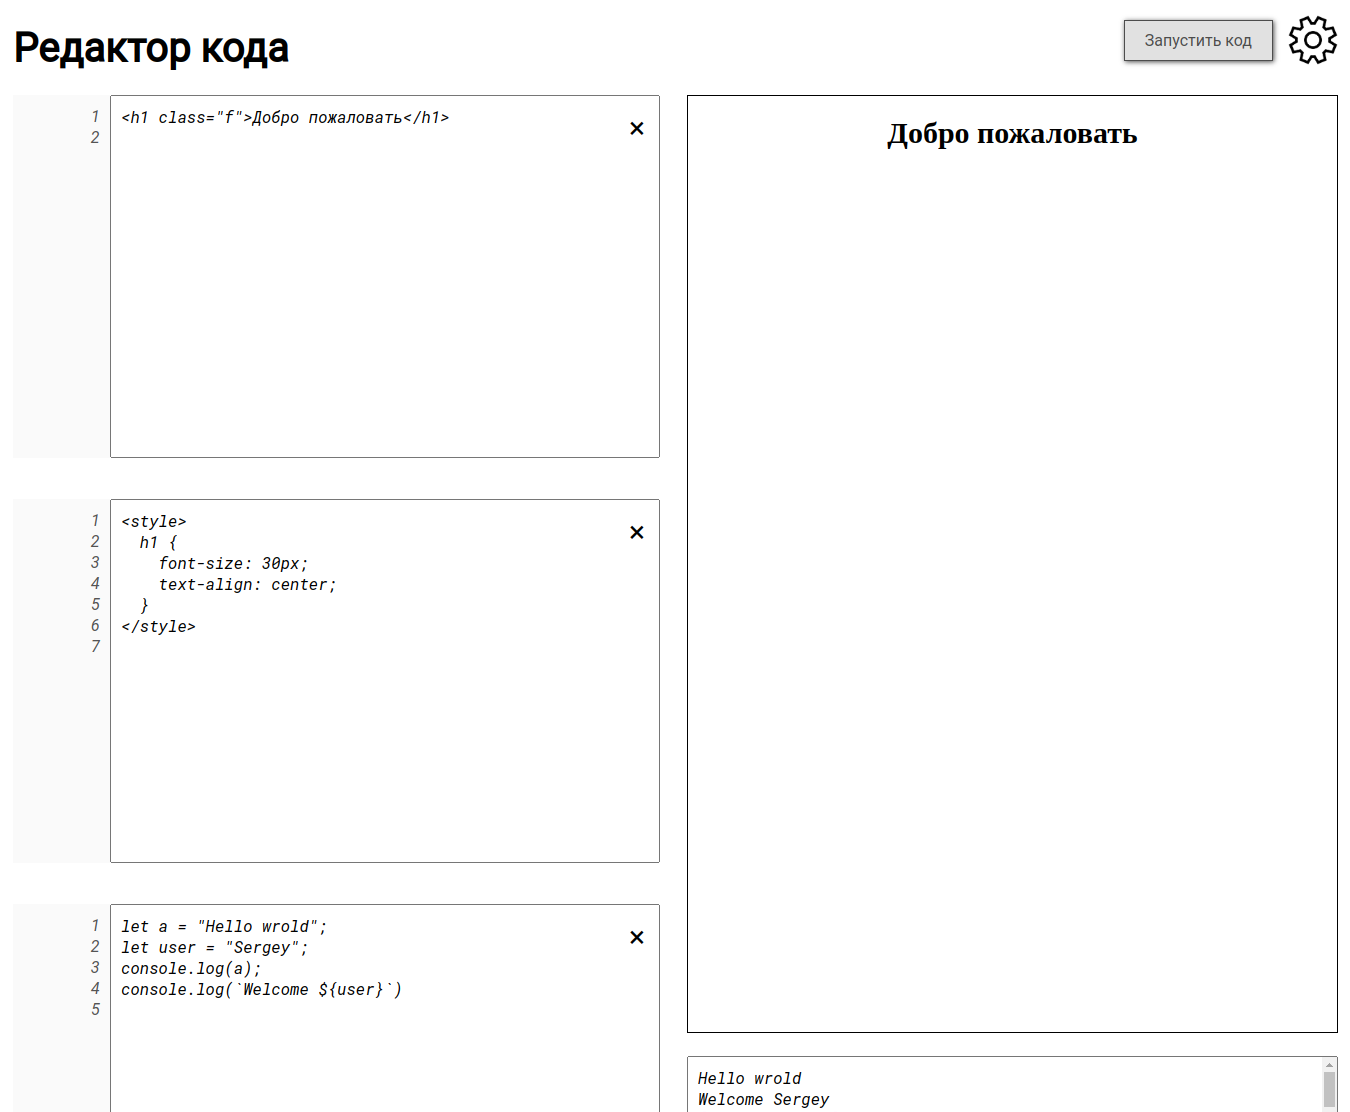 Редактор кода
Запустить код
1 <h1 class="f">Добро пожаловать</h1>
2
1 <style>
2   h1 {
3     font-size: 30px;
4     text-align: center;
5   }
6 </style>
7
1 let a = "Hello wrold";
2 let user = "Sergey";
3 console.log(a);
4 console.log(`Welcome ${user}`)
5
Добро пожаловать
Hello wrold
Welcome Sergey